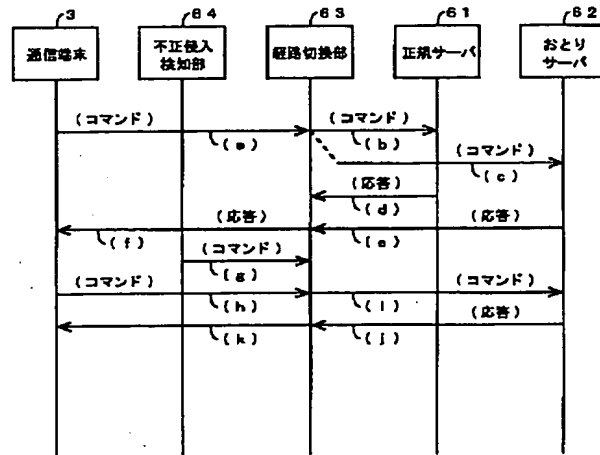 3
64
63
61
62
通信端末
不正侵入
検知部
経路切換部
正規サーバ
おとり
サーバ
(コマンド)
(コマンド)
(a)
(b)
(コマンド)
(c)
(応答)
(d)
(応答)
(応答)
(f)
(e)
(コマンド)
(g)
(コマンド)
(コマンド)
(h)
(i)
(応答)
(k)
(j)